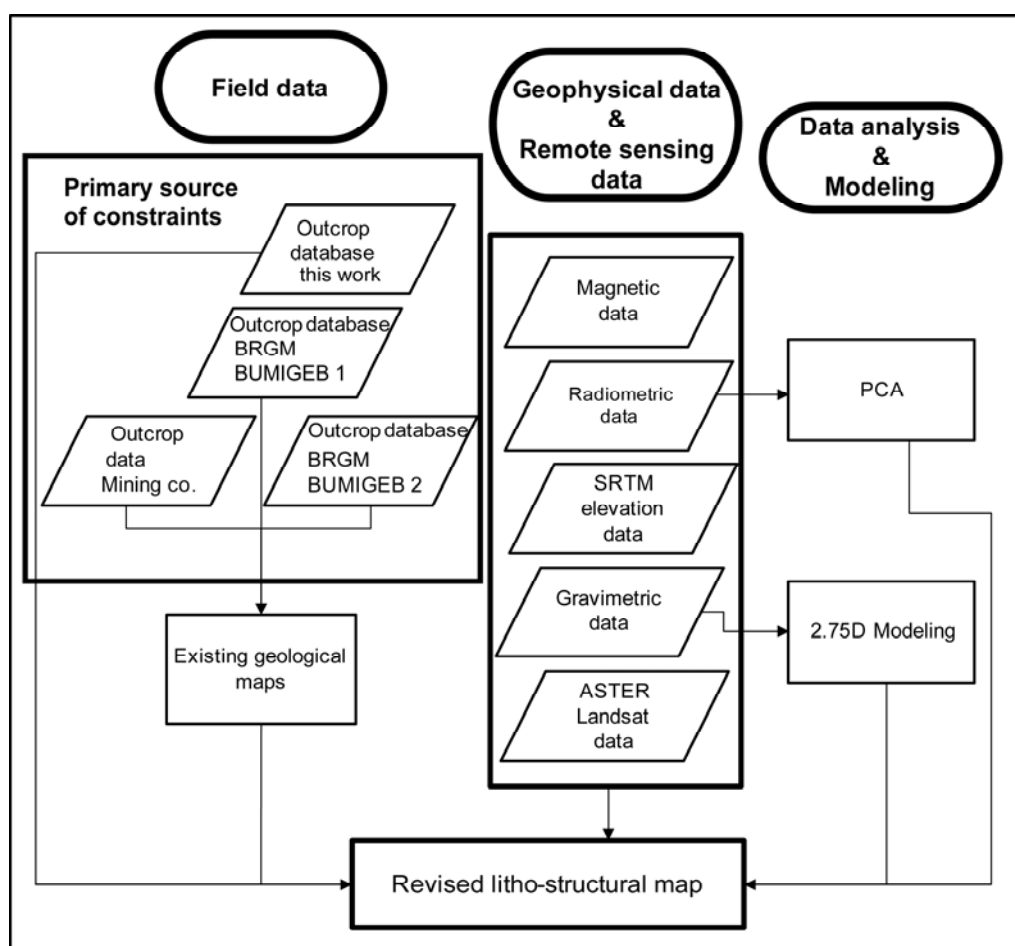 Field data
Geophysical data
&
Remote sensing
data
Data analysis
&
Modeling
Primary source
of constraints
Outcrop
database
this work
Outcrop database
BRGM
BUMIGEB 1
Outcrop
data
Mining co.
Outcrop database
BRGM
BUMIGEB 2
Existing geological
maps
Magnetic
data
Radiometric
data
SRTM
elevation
data
Gravimetric
data
ASTER
Landsat
data
PCA
2.75D Modeling
Revised litho-structural map